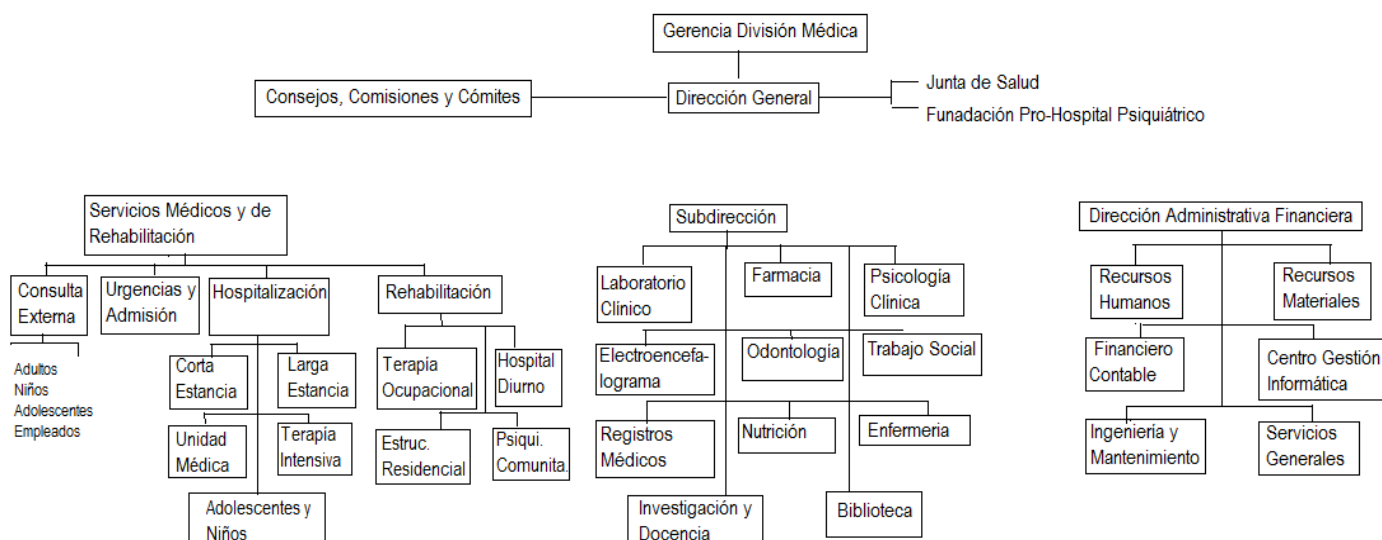 Gerencia División Médica
Consejos, Comisiones y Cómites
Dirección General
Junta de Salud
Funadación Pro-Hospital Psiquiátrico
Servicios Médicos y de
Rehabilitación
Subdirección
Dirección Administrativa Financiera
Consulta
Externa
Urgencias y
Admisión
Hospitalización
Rehabilitación
Laboratorio
Clínico
Farmacia
Psicología
Clínica
Recursos
Humanos
Recursos
Materiales
Adultos
Niños
Adolescentes
Empleados
Corta
Estancia
Larga
Estancia
Terapía
Ocupacional
Hospital
Diurno
Electroencefa-
lograma
Odontología
Trabajo Social
Financiero
Contable
Centro Gestión
Informática
Unidad
Médica
Terapía
Intensiva
Estruc.
Residencial
Psiqui.
Comunita.
Registros
Médicos
Nutrición
Enfermeria
Ingeniería y
Mantenimiento
Servicios
Generales
Adolescentes y
Niños
Investigación y
Docencia
Biblioteca